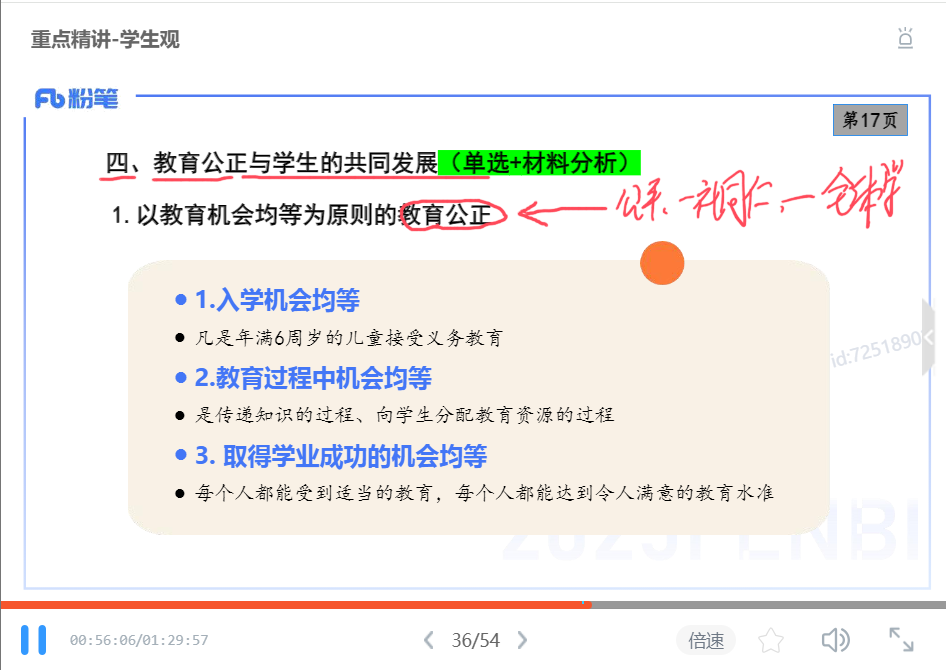 重点精讲-学生观
粉笔
第17页
四、教育公正与学生的共同发展（单选+材料分析）
1. 以教育机会均等为原则的教育公正
公平、一视同仁、一
1.入学机会均等
凡是年满6周岁的儿童接受义务教育
2.教育过程中机会均等
是传递知识的过程、向学生分配教育资源的过程
3. 取得学业成功的机会均等
每个人都能受到适当的教育，每个人都能达到令人满意的教育水准
id:7251890
2025FENBI
00:56:06/01:29:57
36/54
倍速